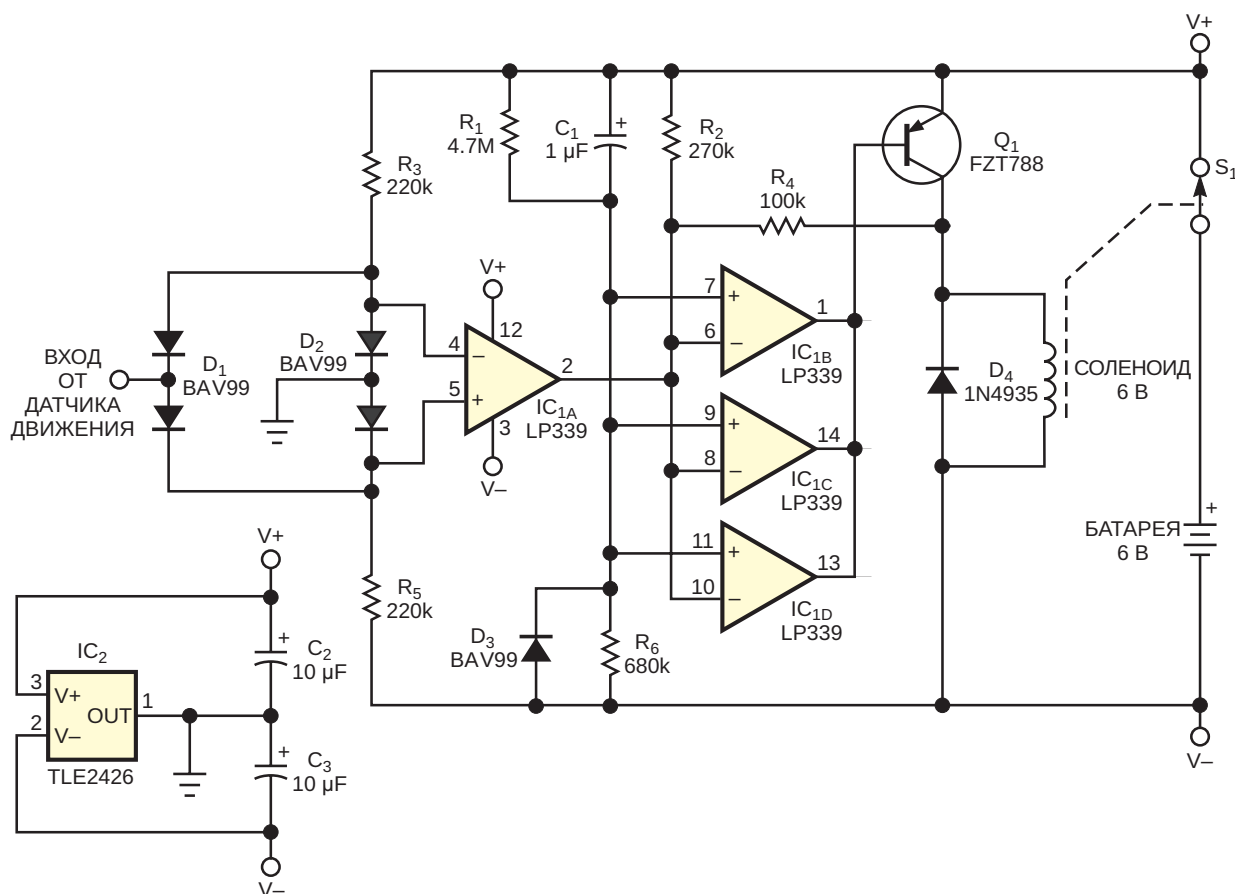 V+
S1
R1
4.7M
C1
1 µF
+
R2
270k
Q1
FZT788
R3
220k
R4
100k
V+
12
4
–
5
+
2
3
V–
IC1A
LP339
7
+
6
–
1
IC1B
LP339
9
+
8
–
14
IC1C
LP339
11
+
10
–
13
IC1D
LP339
ВХОД
ОТ
ДАТЧИКА
ДВИЖЕНИЯ
D1
BAV99
D2
BAV99
D4
1N4935
СОЛЕНОИД
6 В
БАТАРЕЯ
6 В
+
V–
R5
220k
D3
BAV99
R6
680k
V+
IC2
3
V+
2
V–
OUT
1
TLE2426
+
C2
10 µF
+
C3
10 µF
V–